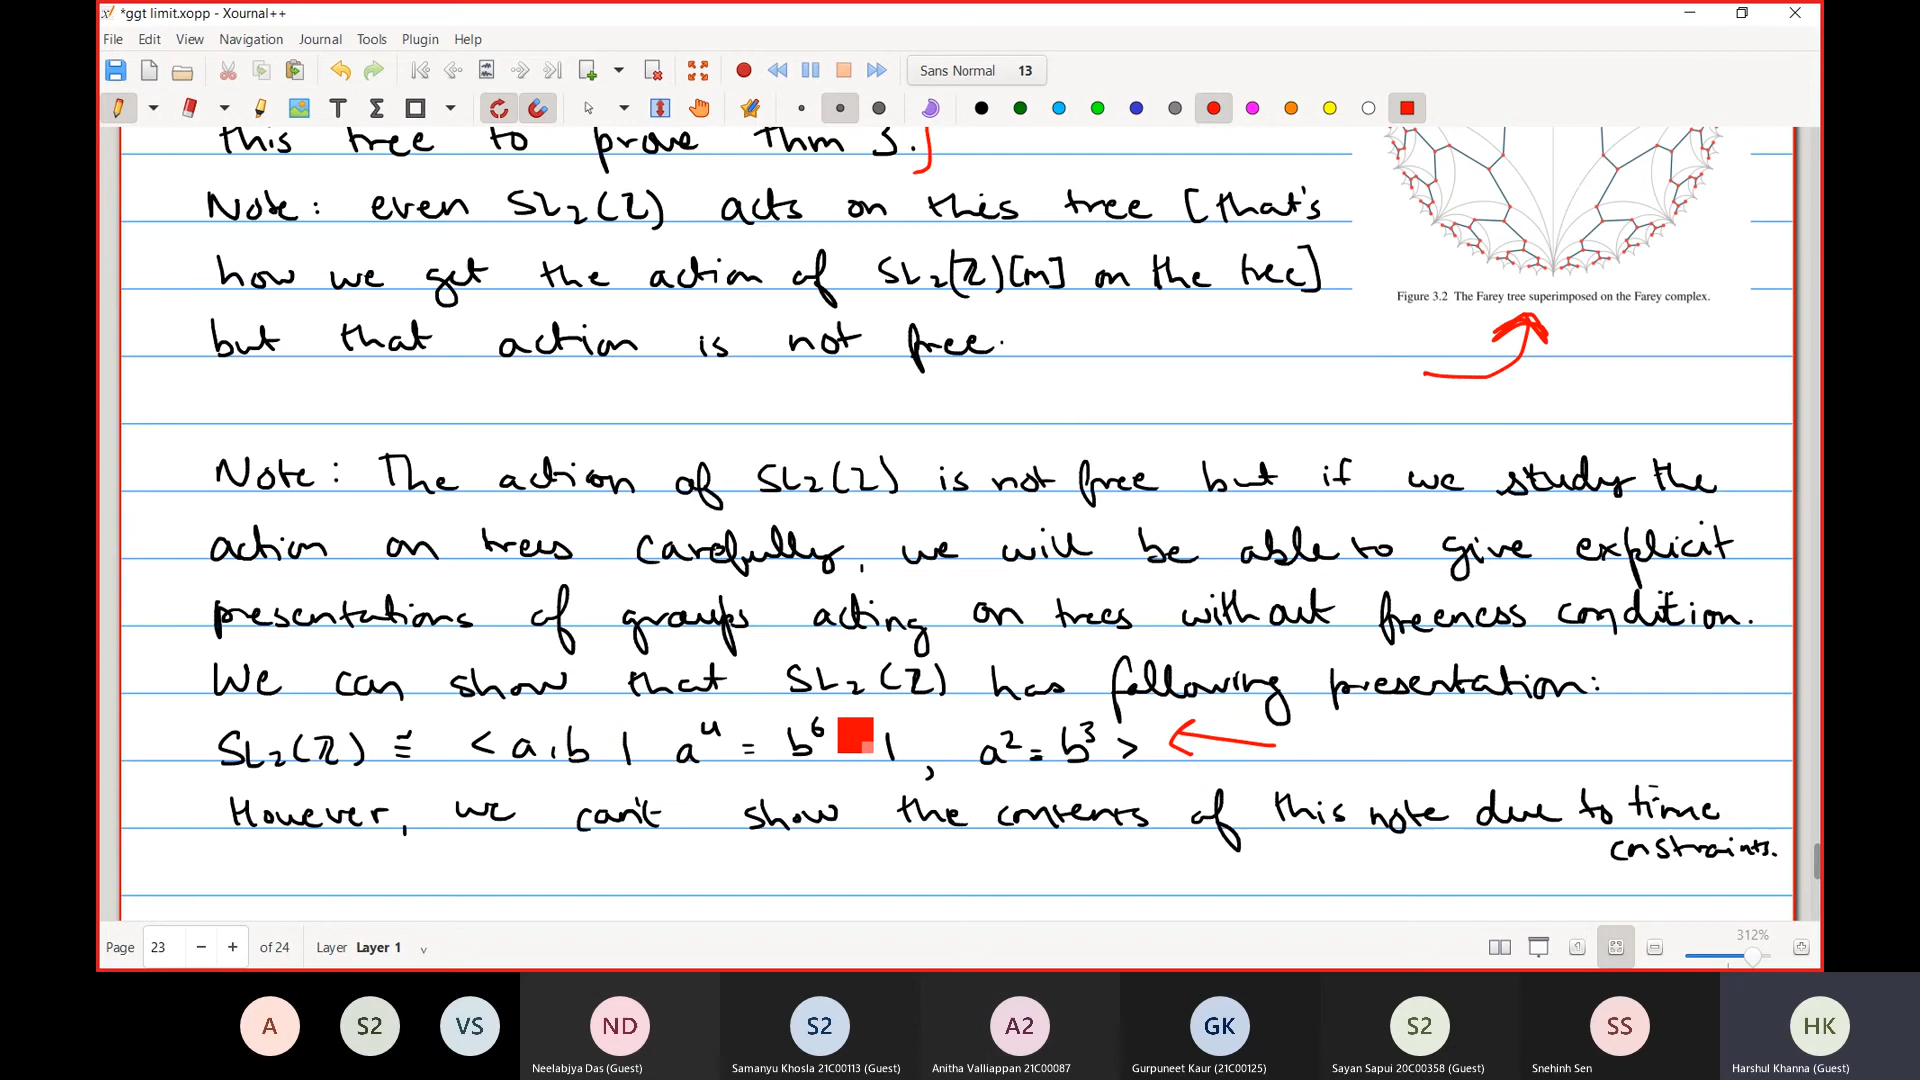 *ggt limit.xopp - Xournal++
File Edit View Navigation Journal Tools Plugin Help
Sans Normal 13
this tree to prove Thm 3.]
Note: even SL₂(ℤ) acts on this tree [that's
how we get the action of SL₂(ℤ)[m] on the tree]
but that action is not free.
Figure 3.2 The Farey tree superimposed on the Farey complex.
Note: The action of SL₂(ℤ) is not free but if we study the
action on trees carefully, we will be able to give explicit
presentations of groups acting on trees without freeness condition.
We can show that SL₂(ℤ) has following presentation:
SL₂(ℤ) ≅ < a, b | a⁴ = b⁶ 1, a² = b³ >
However, we can't show the contents of this note due to time
constraints.
Page 23 − + of 24 Layer Layer 1 312%
A S2 VS ND S2 A2 GK S2 SS HK
Neelabjya Das (Guest) Samanyu Khosla 21C00113 (Guest) Anitha Valliappan 21C00087 Gurpuneet Kaur (21C00125) Sayan Sapui 20C00358 (Guest) Snehinh Sen Harshul Khanna (Guest)